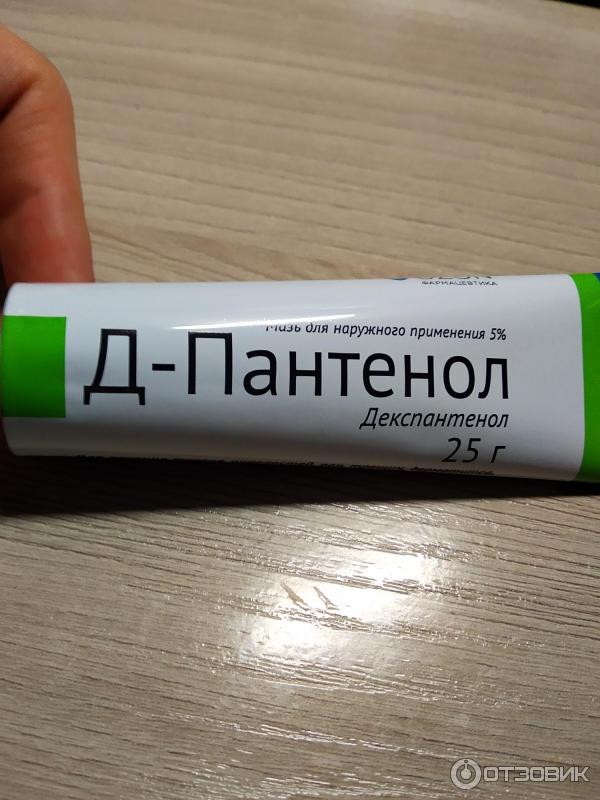 ФАРМАЦЕВТИКА
Мазь для наружного применения 5%
Д-Пантенол
Декспантенол
25 г
ОТЗОВИК